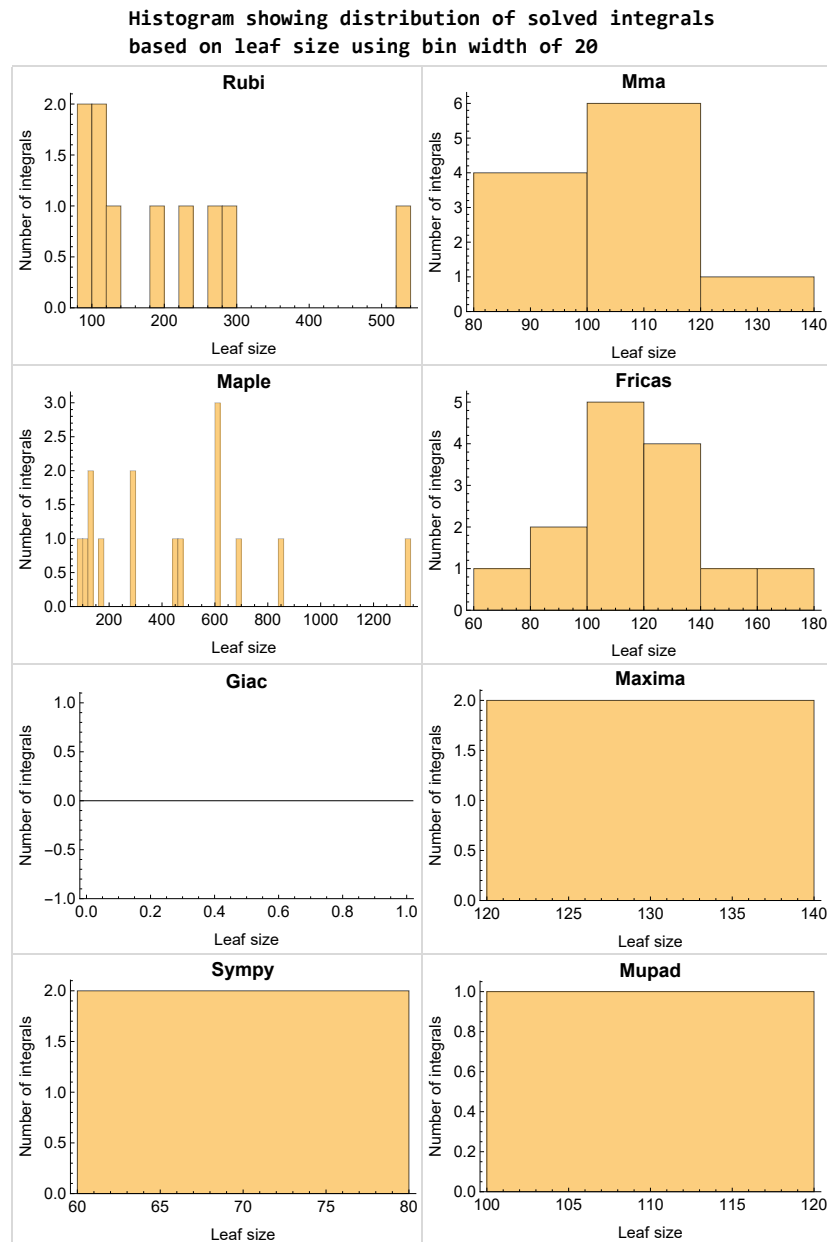 Histogram showing distribution of solved integrals
based on leaf size using bin width of 20
Rubi
Number of integrals
2.0
1.5
1.0
0.5
0.0
100 200 300 400 500
Leaf size
Mma
Number of integrals
6
5
4
3
2
1
0
80 90 100 110 120 130 140
Leaf size
Maple
Number of integrals
3.0
2.5
2.0
1.5
1.0
0.5
0.0
200 400 600 800 1000 1200
Leaf size
Fricas
Number of integrals
5
4
3
2
1
0
60 80 100 120 140 160 180
Leaf size
Giac
Number of integrals
1.0
0.5
0.0
−0.5
−1.0
0.0 0.2 0.4 0.6 0.8 1.0
Leaf size
Maxima
Number of integrals
2.0
1.5
1.0
0.5
0.0
120 125 130 135 140
Leaf size
Sympy
Number of integrals
2.0
1.5
1.0
0.5
0.0
60 65 70 75 80
Leaf size
Mupad
Number of integrals
1.0
0.8
0.6
0.4
0.2
0.0
100 105 110 115 120
Leaf size